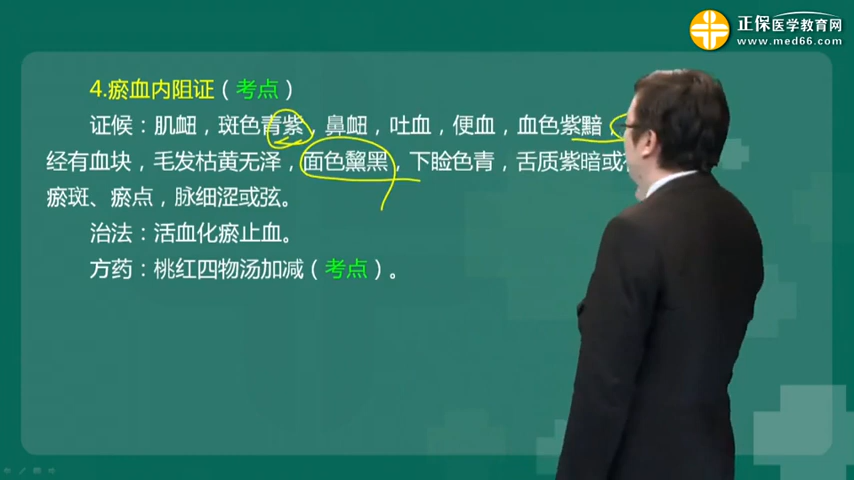 正保医学教育网
www.med66.com
4.瘀血内阻证（考点）
证候：肌衄，斑色青紫，鼻衄，吐血，便血，血色紫黯，
经有血块，毛发枯黄无泽，面色黧黑，下睑色青，舌质紫暗或
瘀斑、瘀点，脉细涩或弦。
治法：活血化瘀止血。
方药：桃红四物汤加减（考点）。